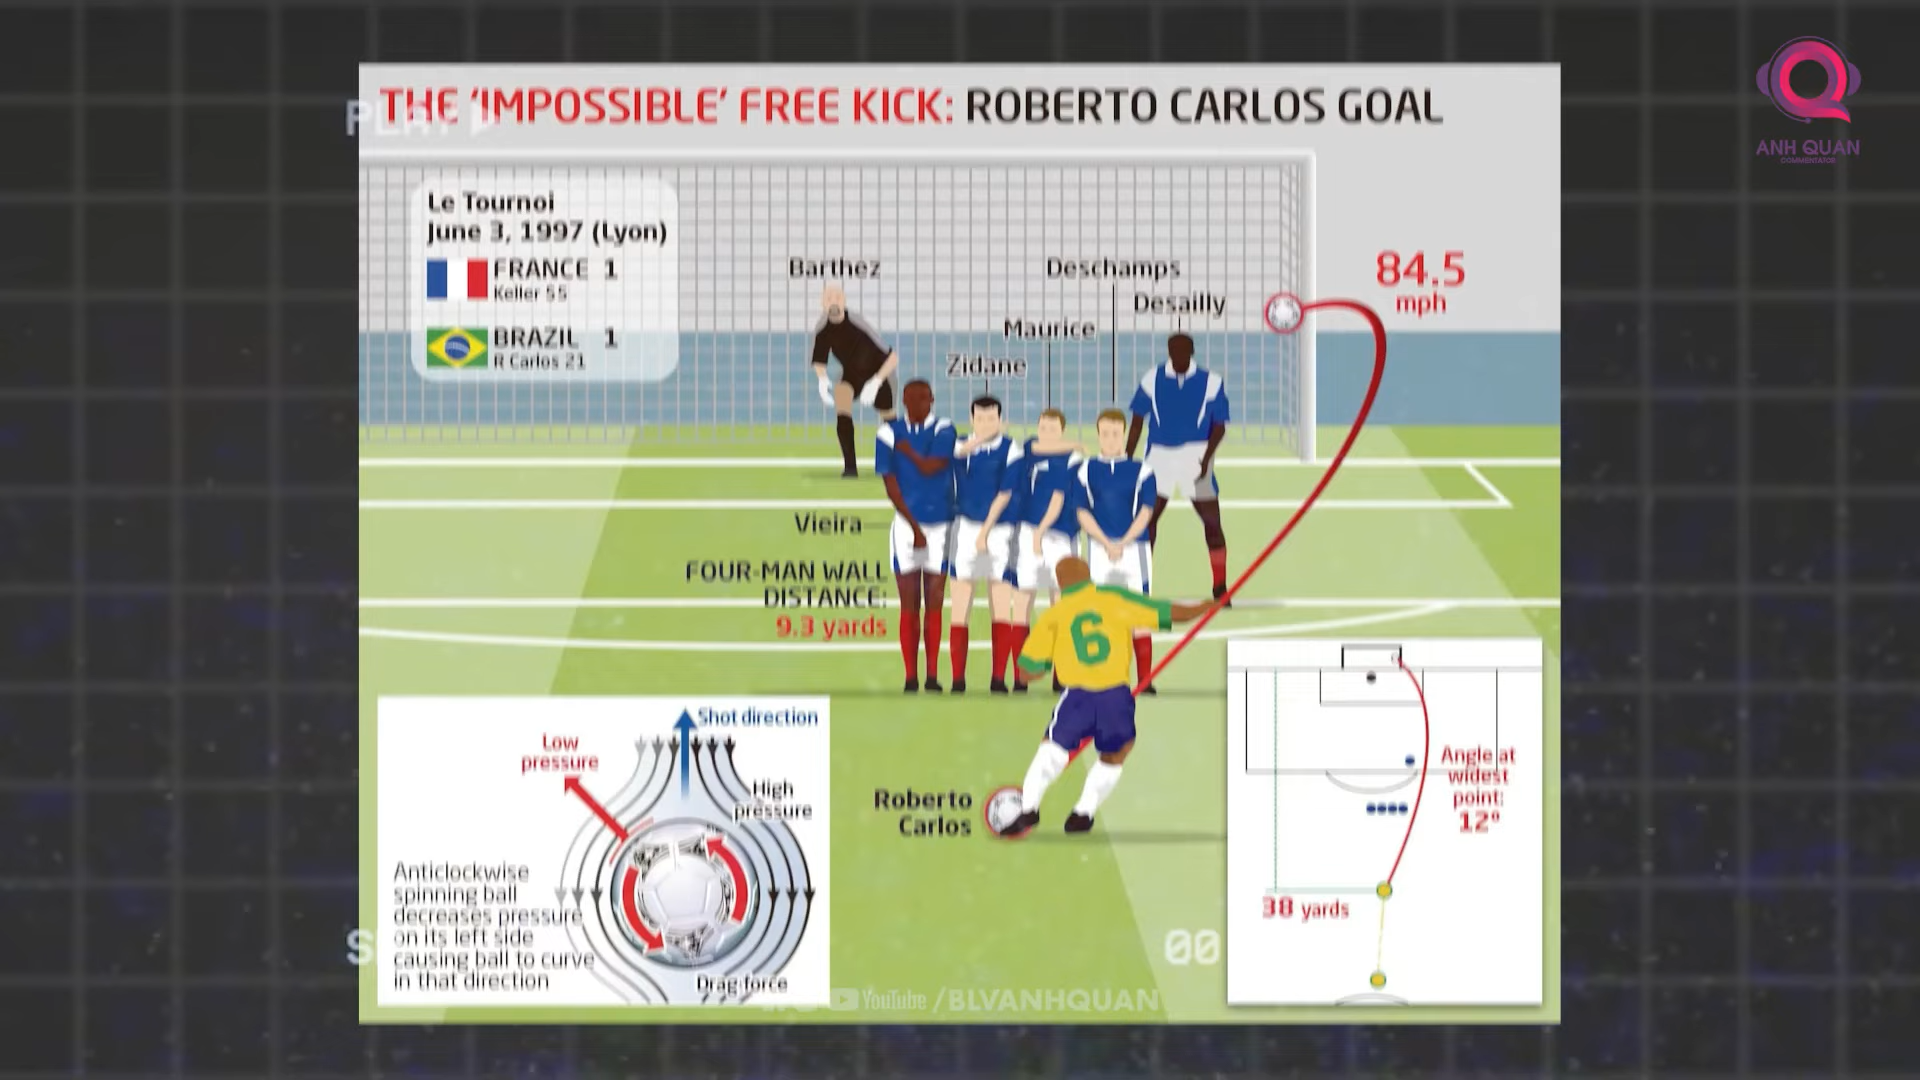 THE ‘IMPOSSIBLE’ FREE KICK: ROBERTO CARLOS GOAL
ANH QUAN
COMMENTATOR
PLAY
Le Tournoi
June 3, 1997 (Lyon)
FRANCE 1
Keller 55
BRAZIL 1
R Carlos 21
Barthez
Deschamps
Desailly
Maurice
Zidane
84.5
mph
Vieira
FOUR-MAN WALL
DISTANCE:
9.3 yards
6
Roberto
Carlos
Shot direction
Low
pressure
High
pressure
Anticlockwise
spinning ball
decreases pressure
on its left side
causing ball to curve
in that direction
Drag force
Angle at
widest
point:
12°
38 yards
00
YouTube /BLVANHQUAN